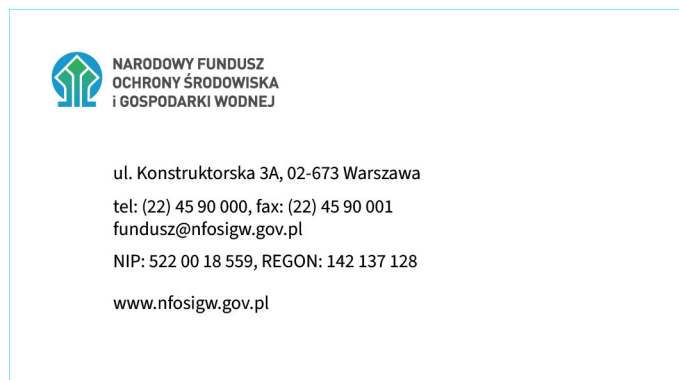 NARODOWY FUNDUSZ
OCHRONY ŚRODOWISKA
i GOSPODARKI WODNEJ
ul. Konstruktorska 3A, 02-673 Warszawa
tel: (22) 45 90 000, fax: (22) 45 90 001
fundusz@nfosigw.gov.pl
NIP: 522 00 18 559, REGON: 142 137 128
www.nfosigw.gov.pl